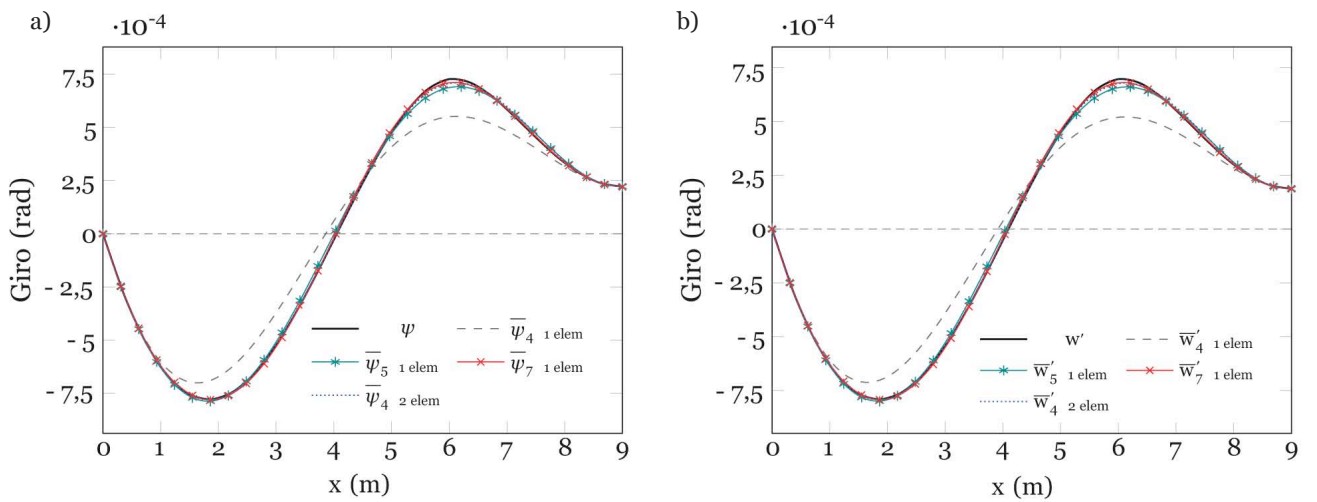 a)
·10⁻⁴
7,5
5
2,5
0
- 2,5
-5
-7,5
Giro (rad)
0 1 2 3 4 5 6 7 8 9
x (m)
ψ
ψ̅₄ 1 elem
ψ̅₅ 1 elem
ψ̅₇ 1 elem
ψ̅₄ 2 elem
b)
·10⁻⁴
7,5
5
2,5
0
- 2,5
-5
-7,5
Giro (rad)
0 1 2 3 4 5 6 7 8 9
x (m)
w′
w̅′₄ 1 elem
w̅′₅ 1 elem
w̅′₇ 1 elem
w̅′₄ 2 elem